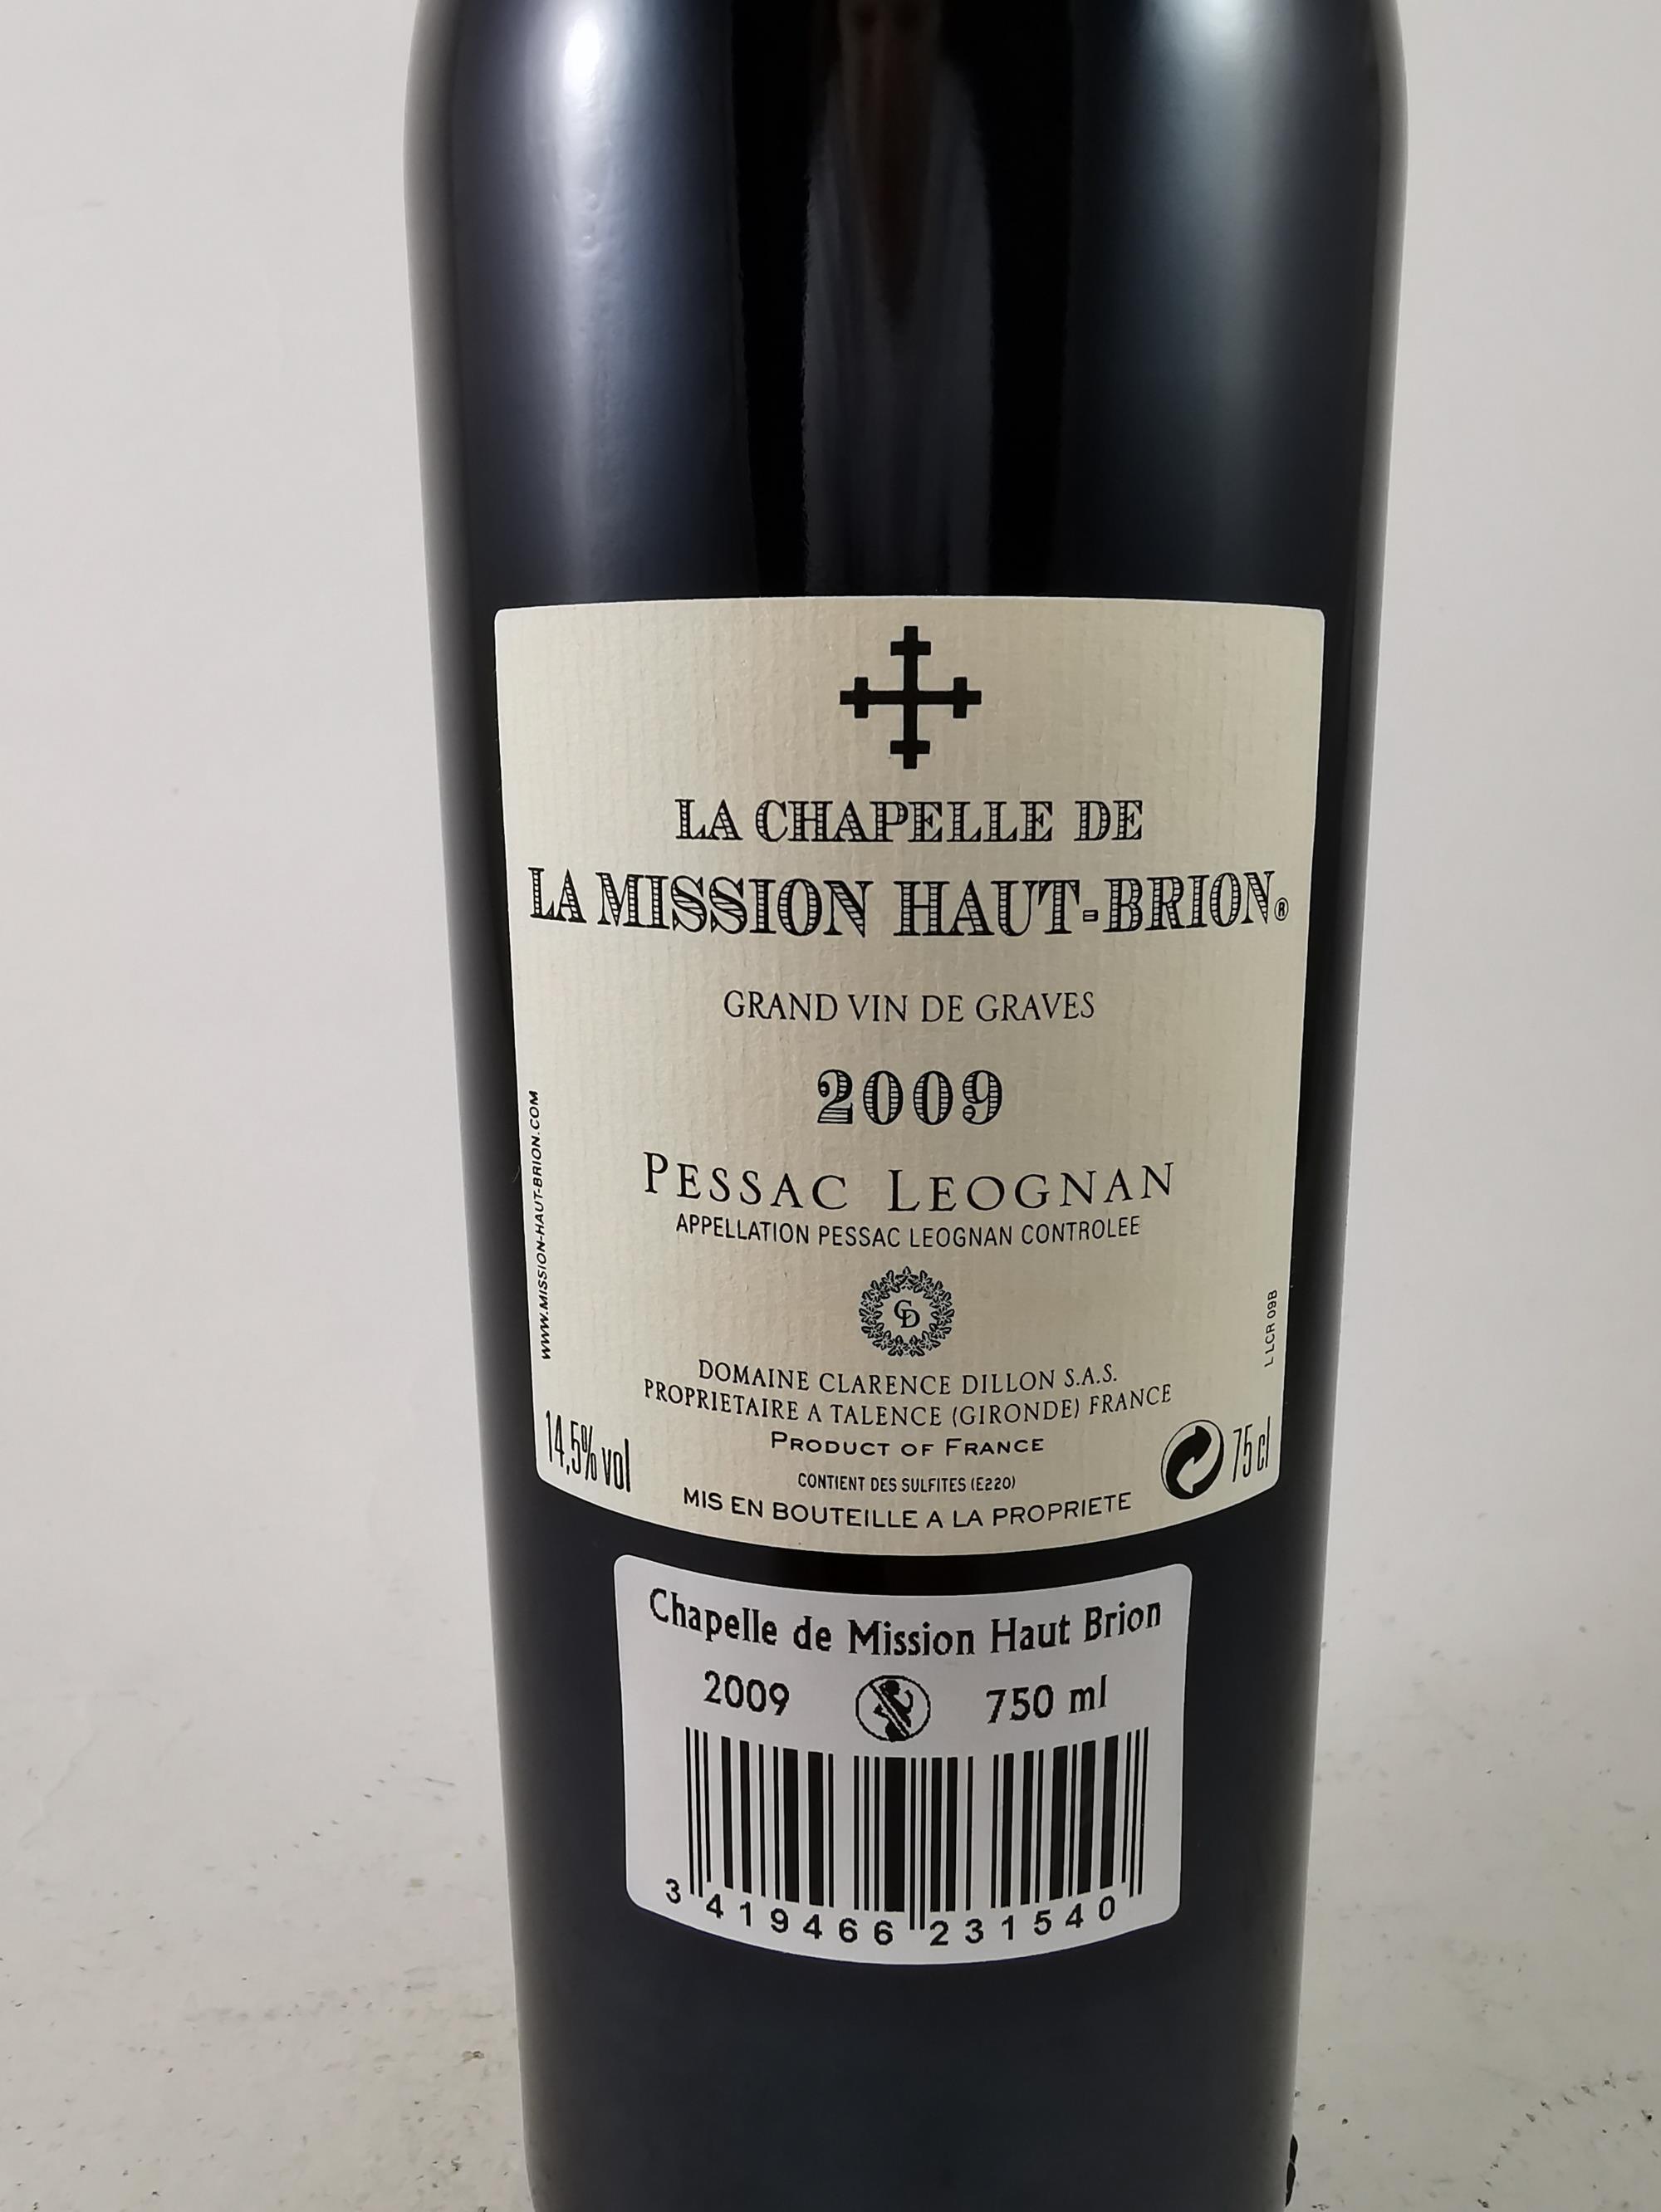 LA CHAPELLE DE
LA MISSION HAUT-BRION®
GRAND VIN DE GRAVES
2009
PESSAC LEOGNAN
APPELLATION PESSAC LEOGNAN CONTROLEE
WWW.MISSION-HAUT-BRION.COM
L LCR 09B
CD
DOMAINE CLARENCE DILLON S.A.S.
PROPRIETAIRE A TALENCE (GIRONDE) FRANCE
PRODUCT OF FRANCE
14,5% vol
75 cl
CONTIENT DES SULFITES (E220)
MIS EN BOUTEILLE A LA PROPRIETE
Chapelle de Mission Haut Brion
2009 750 ml
3 419466 231540